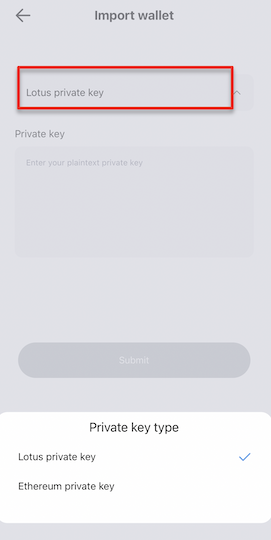 Import wallet
Lotus private key
Private key
Enter your plaintext private key
Submit
Private key type
Lotus private key
Ethereum private key